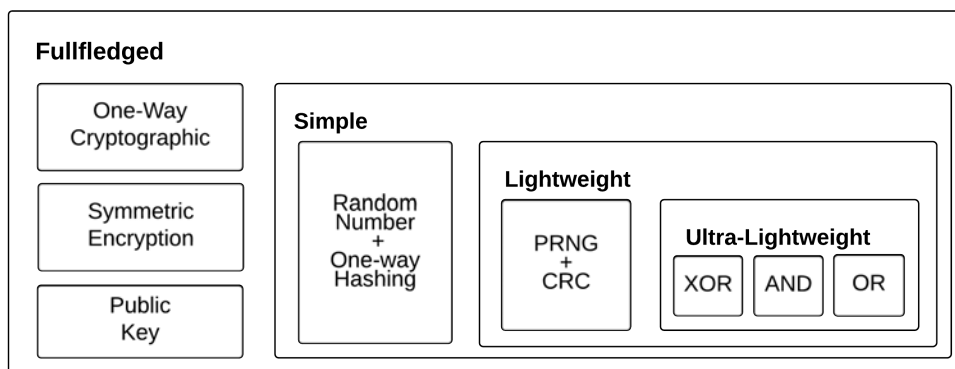 Fullfledged
One-Way
Cryptographic
Symmetric
Encryption
Public
Key
Simple
Random
Number
+
One-way
Hashing
Lightweight
PRNG
+
CRC
Ultra-Lightweight
XOR
AND
OR